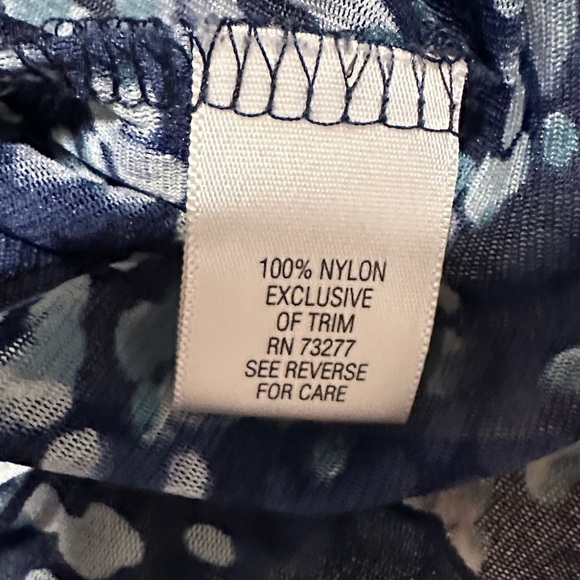 100% NYLON
EXCLUSIVE
OF TRIM
RN 73277
SEE REVERSE
FOR CARE